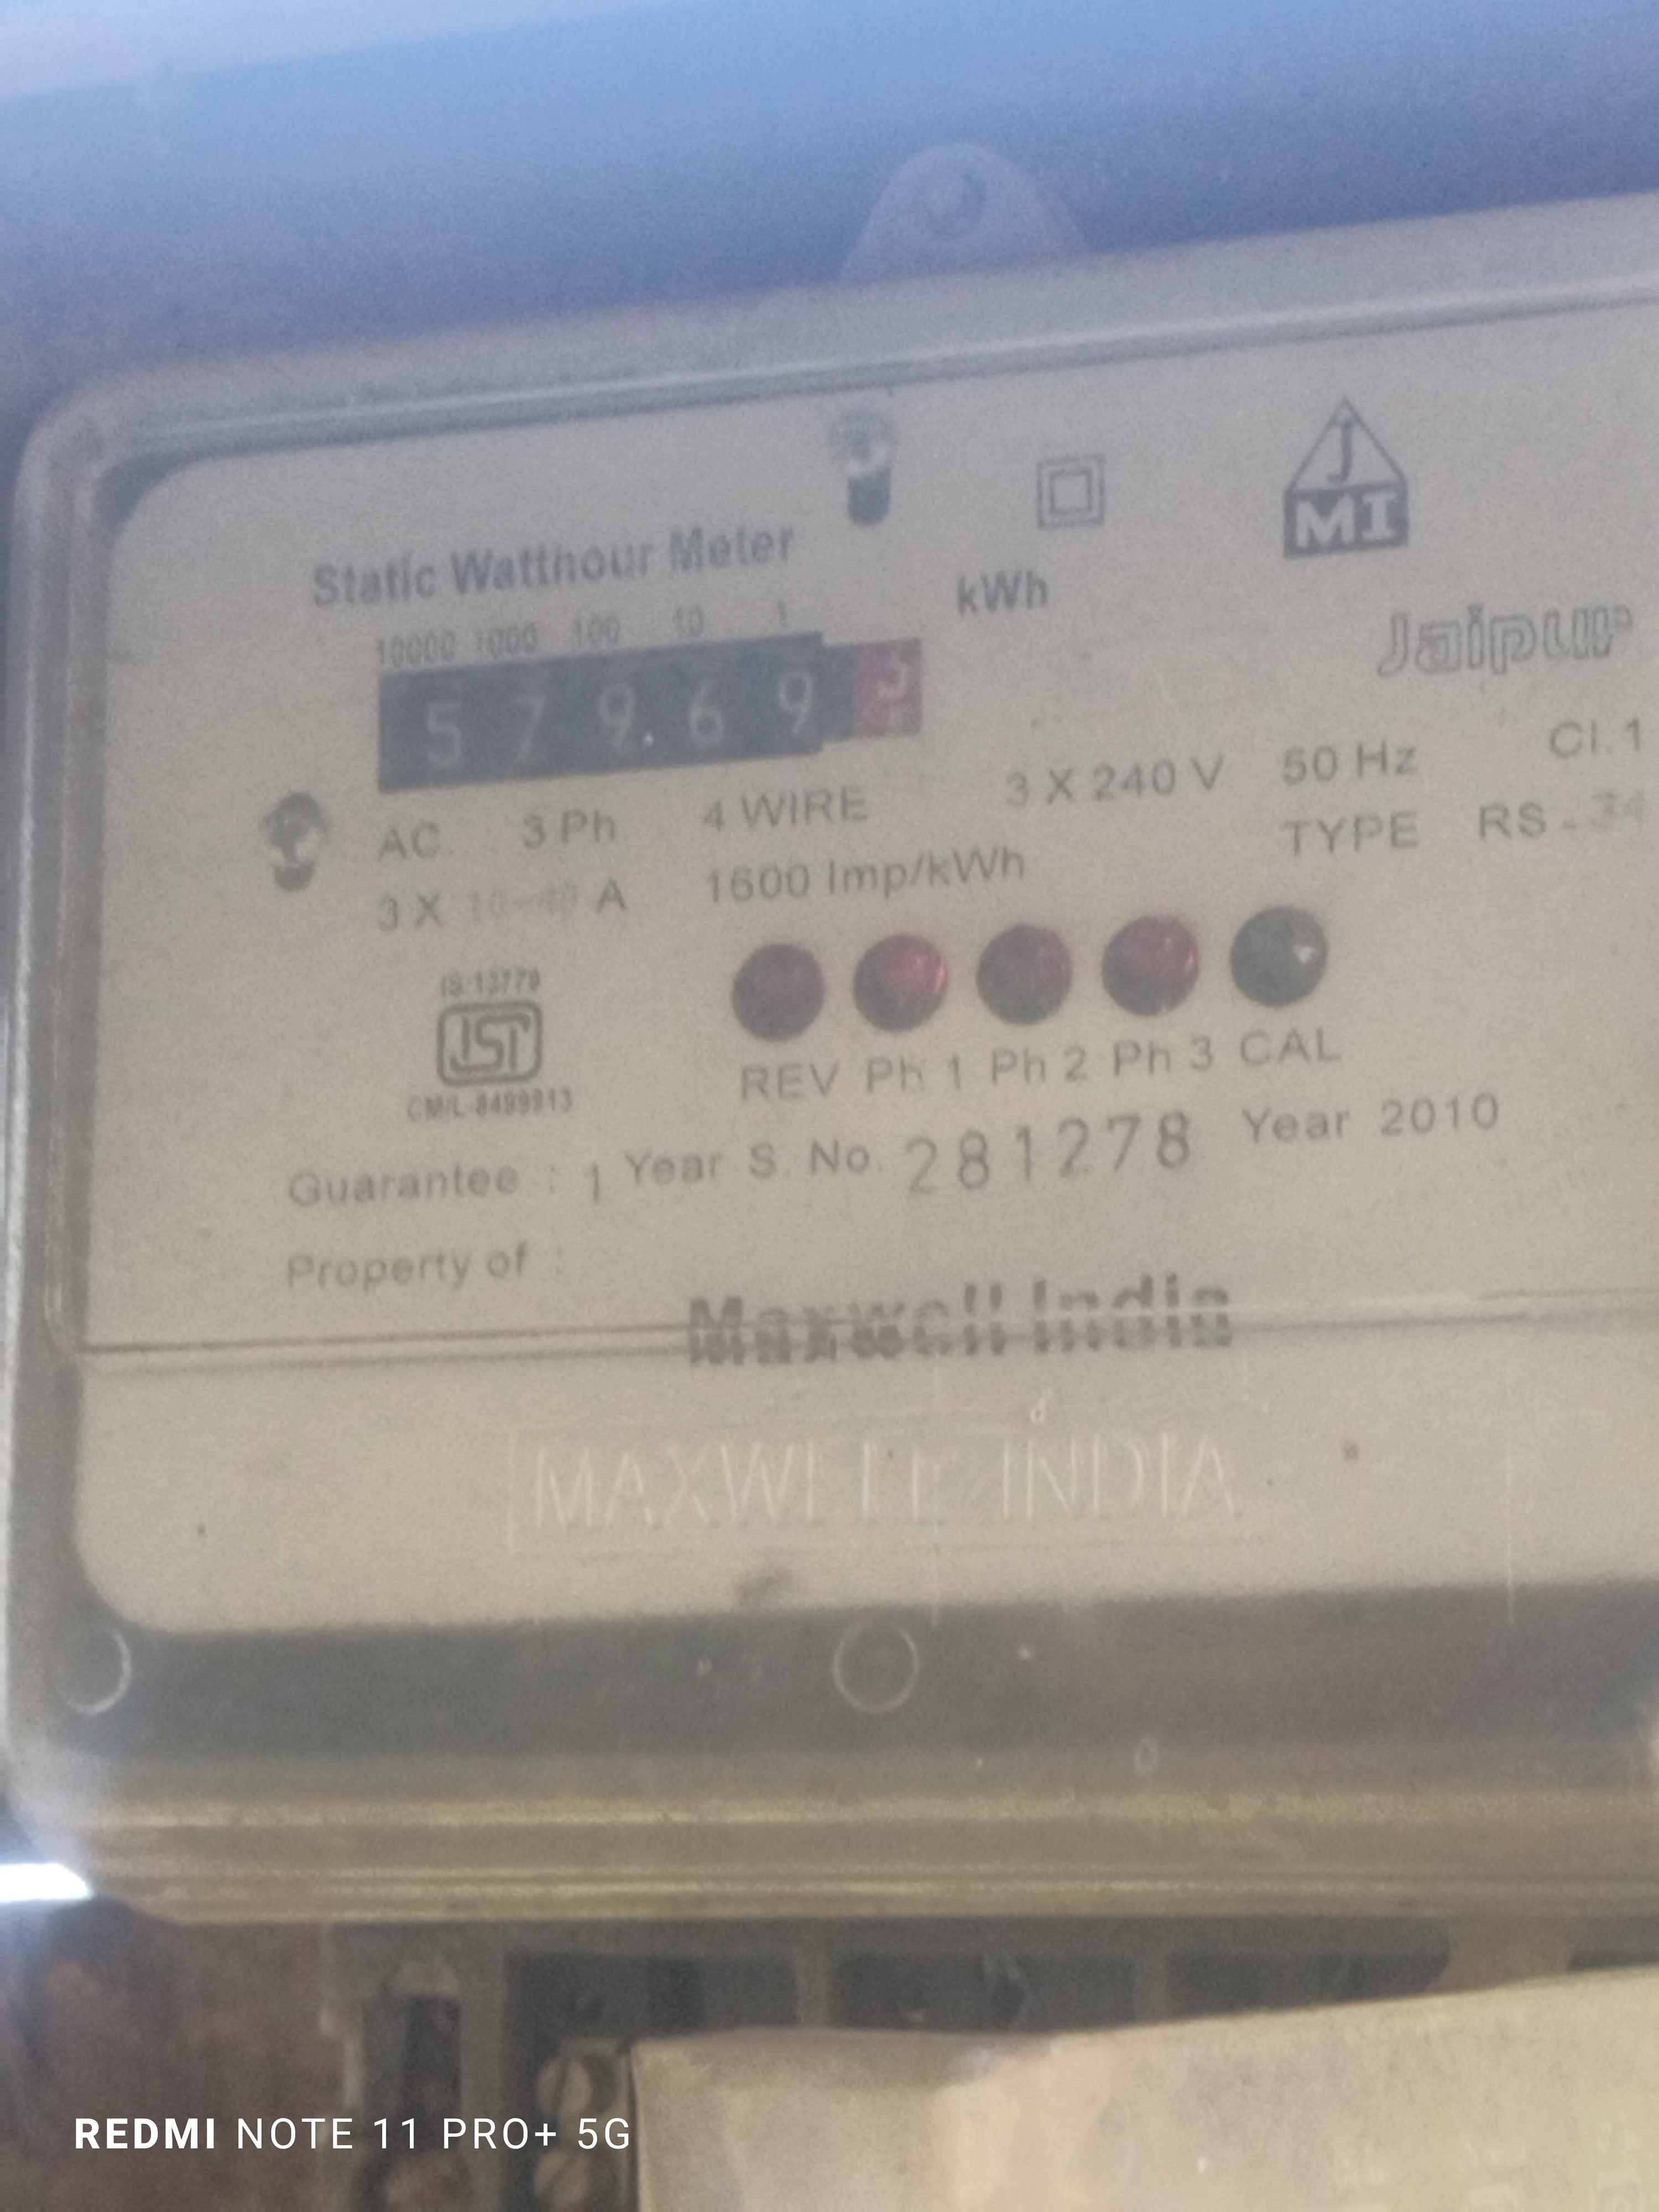 J
MI
Static Watthour Meter
kWh
10000 1000 100 10 1
Jaipur
5 7 9 6 9
AC 3 Ph 4 WIRE 3 X 240 V 50 Hz Cl. 1
3 X A 1600 Imp/kWh TYPE RS -
IS:13779
REV Ph 1 Ph 2 Ph 3 CAL
Guarantee : 1 Year S. No. 281278 Year 2010
Property of :
Maxwell India
MAXWELL INDIA
REDMI NOTE 11 PRO+ 5G